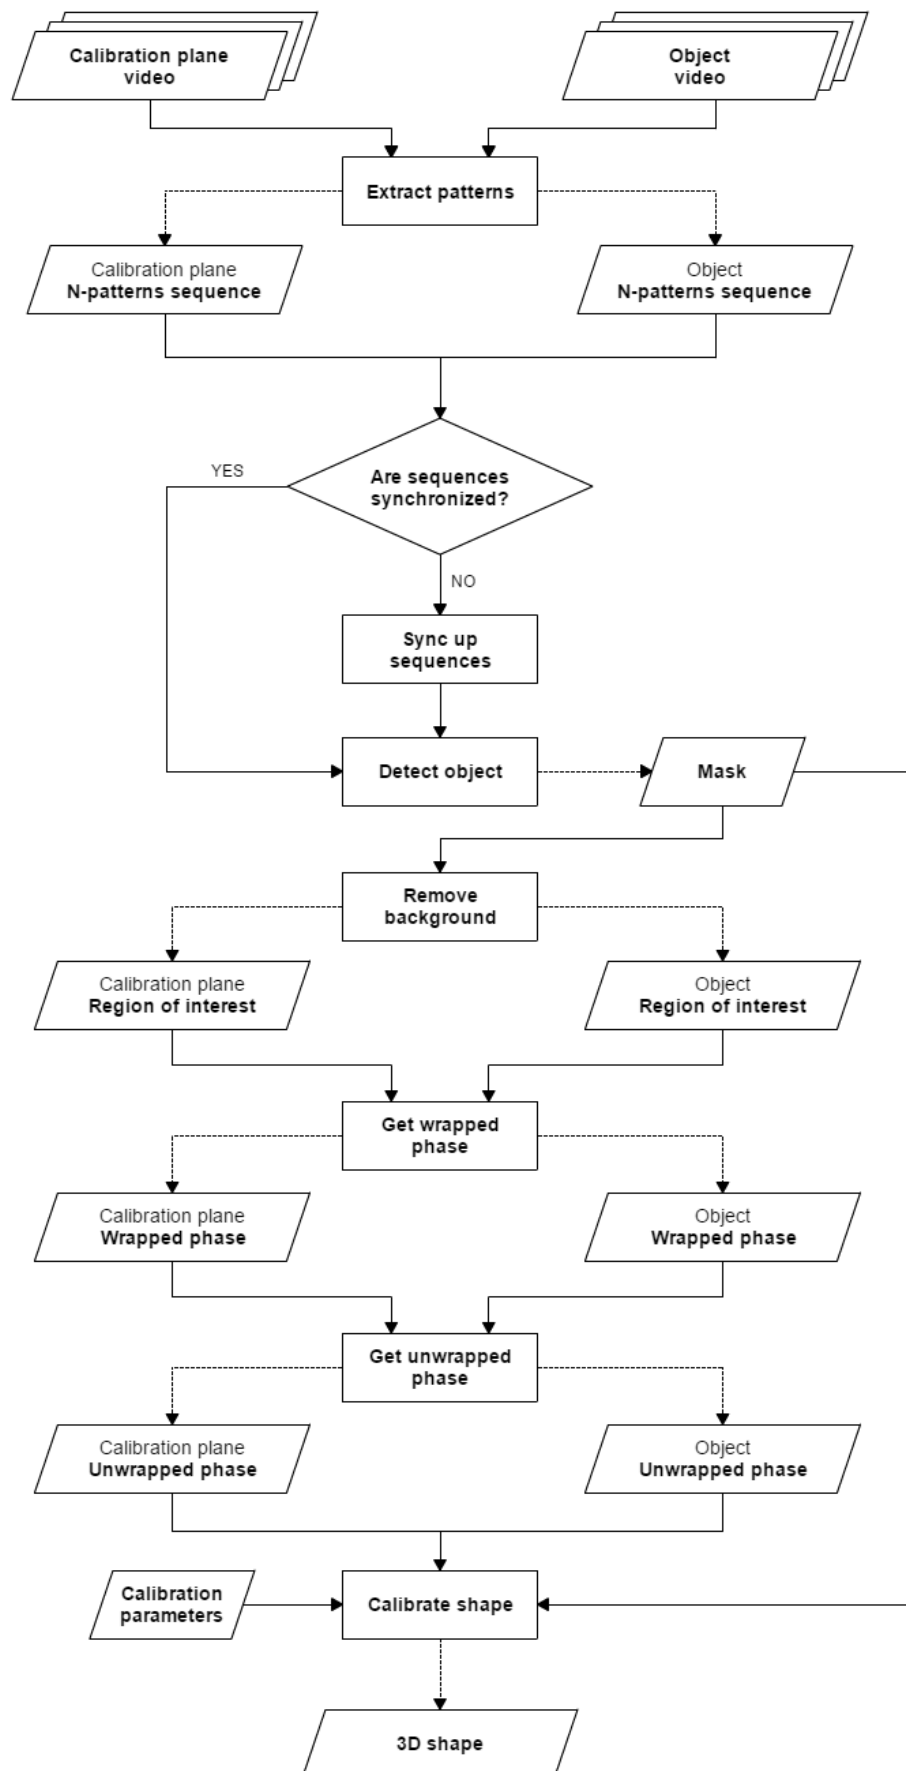 Calibration plane
video
Object
video
Extract patterns
Calibration plane
N-patterns sequence
Object
N-patterns sequence
YES
Are sequences
synchronized?
NO
Sync up
sequences
Detect object
Mask
Remove
background
Calibration plane
Region of interest
Object
Region of interest
Get wrapped
phase
Calibration plane
Wrapped phase
Object
Wrapped phase
Get unwrapped
phase
Calibration plane
Unwrapped phase
Object
Unwrapped phase
Calibration
parameters
Calibrate shape
3D shape